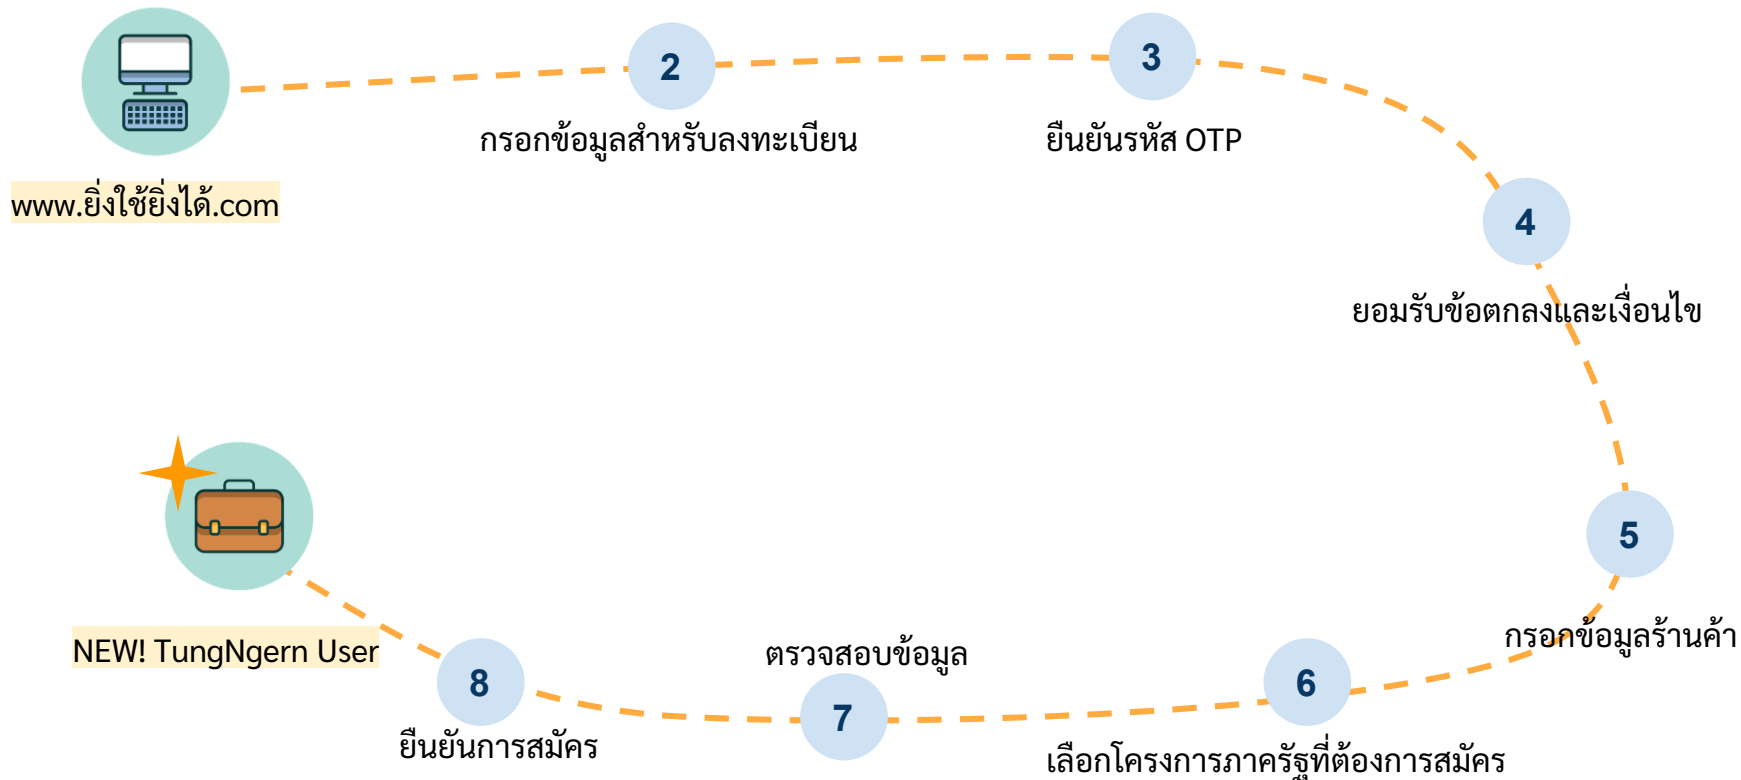 www.ยิ่งใช้ยิ่งได้.com
2
กรอกข้อมูลสำหรับลงทะเบียน
3
ยืนยันรหัส OTP
4
ยอมรับข้อตกลงและเงื่อนไข
5
กรอกข้อมูลร้านค้า
6
เลือกโครงการภาครัฐที่ต้องการสมัคร
ตรวจสอบข้อมูล
7
8
ยืนยันการสมัคร
NEW! TungNgern User